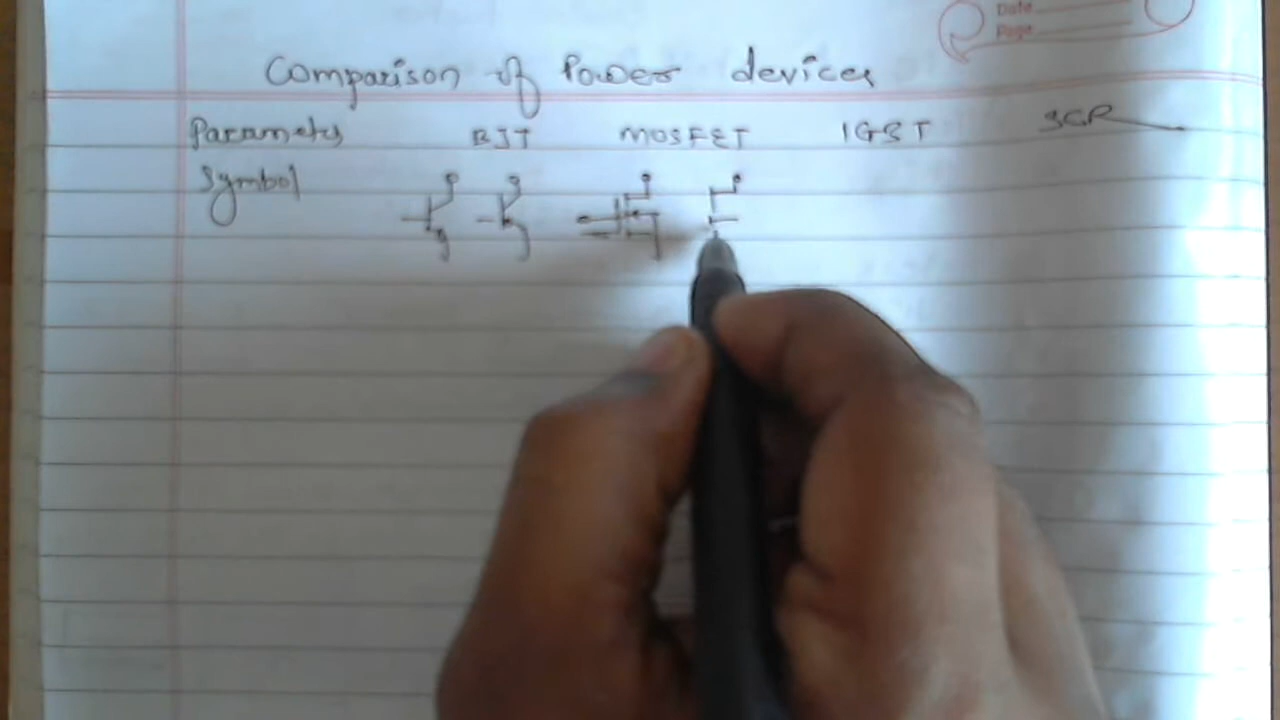 Date
Page
Comparison of Power devices
Parameters BJT MOSFET IGBT SCR
Symbol